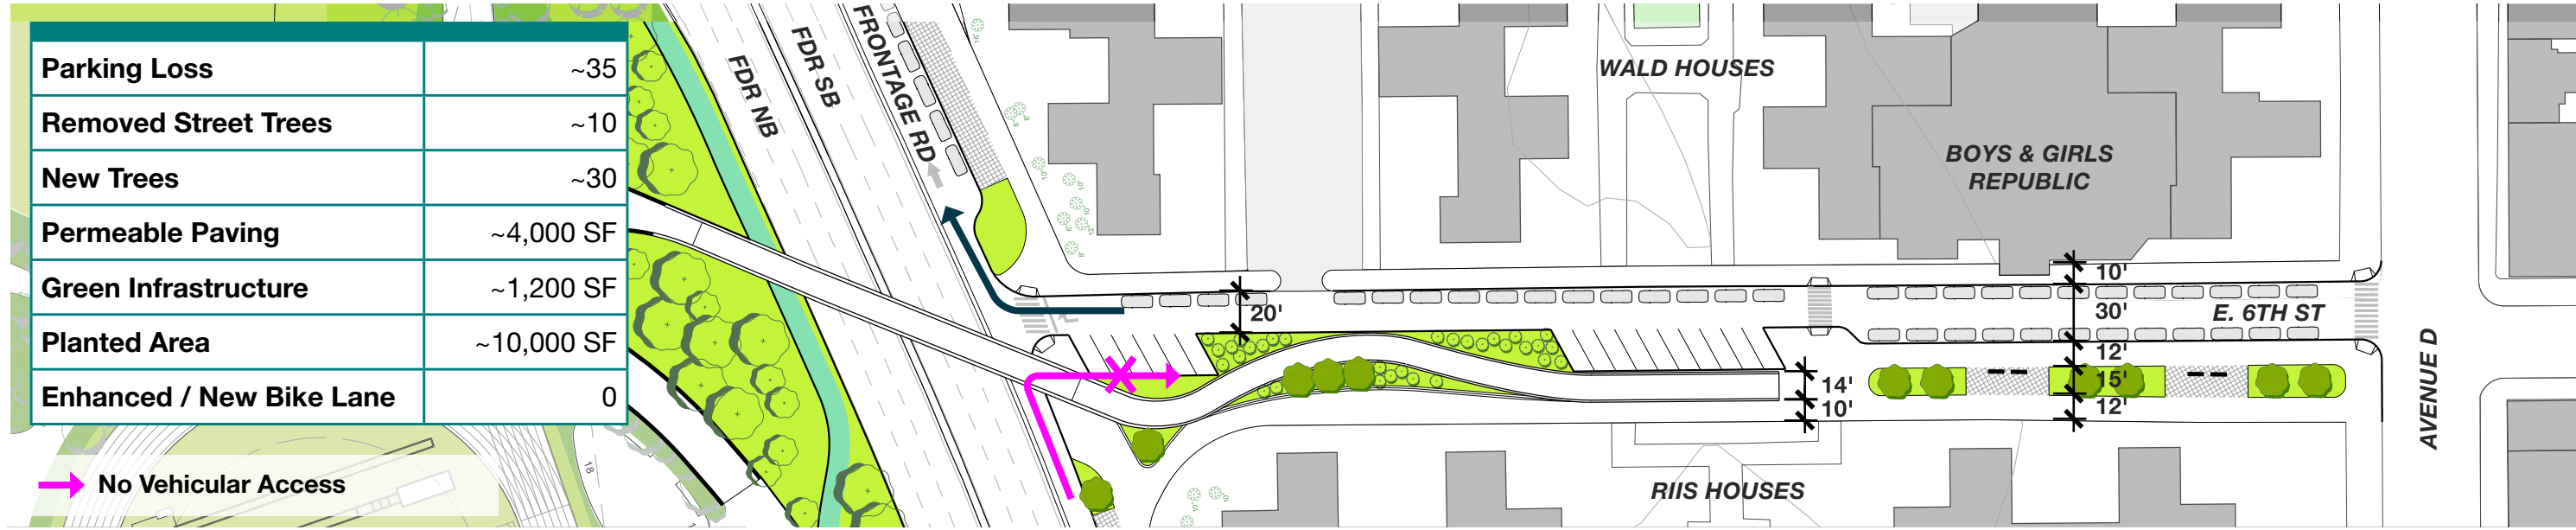 Parking Loss ~35
Removed Street Trees ~10
New Trees ~30
Permeable Paving ~4,000 SF
Green Infrastructure ~1,200 SF
Planted Area ~10,000 SF
Enhanced / New Bike Lane 0
No Vehicular Access
18
FDR NB
FDR SB
FRONTAGE RD
WALD HOUSES
BOYS & GIRLS
REPUBLIC
20'
10'
30'
E. 6TH ST
12'
15'
12'
14'
10'
AVENUE D
RIIS HOUSES